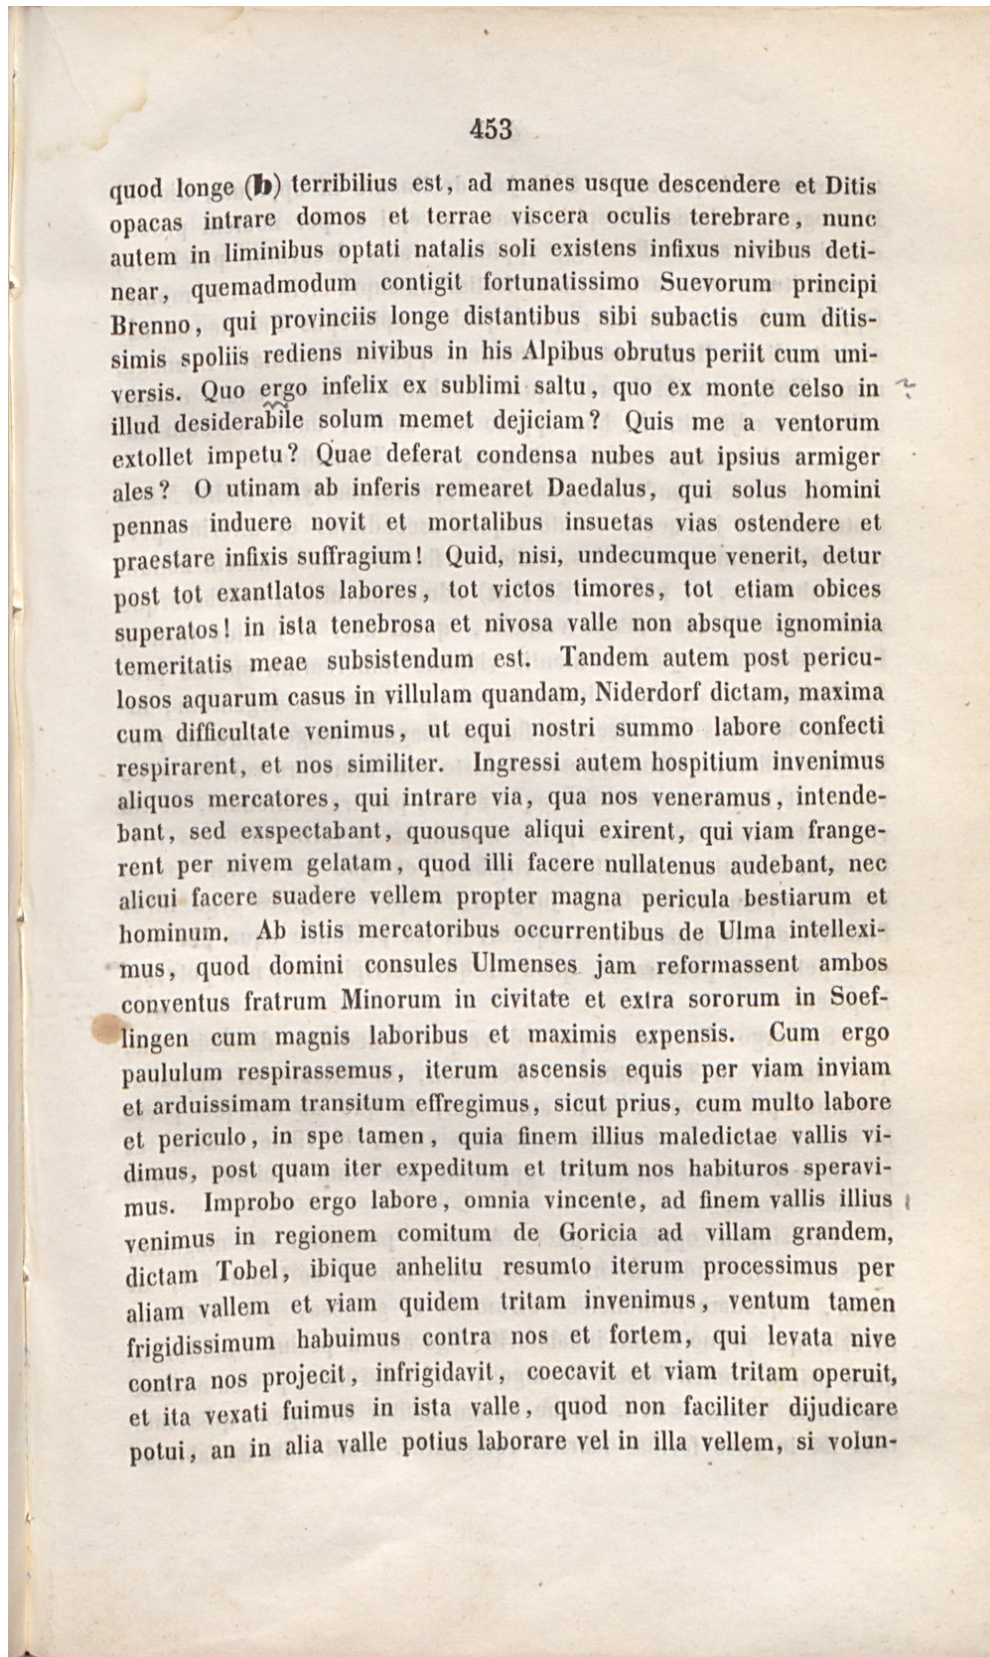 453
quod longe (b) terribilius est, ad manes usque descendere et Ditis
opacas intrare domos et terrae viscera oculis terebrare, nunc
autem in liminibus optati natalis soli existens infixus nivibus deti-
near, quemadmodum contigit fortunatissimo Suevorum principi
Brenno, qui provinciis longe distantibus sibi subactis cum ditis-
simis spoliis rediens nivibus in his Alpibus obrutus periit cum uni-
versis. Quo ergo infelix ex sublimi saltu, quo ex monte celso in
illud desiderabile solum memet dejiciam? Quis me a ventorum
extollet impetu? Quae deferat condensa nubes aut ipsius armiger
ales? O utinam ab inferis remearet Daedalus, qui solus homini
pennas induere novit et mortalibus insuetas vias ostendere et
praestare infixis suffragium! Quid, nisi, undecumque venerit, detur
post tot exantlatos labores, tot victos timores, tot etiam obices
superatos! in ista tenebrosa et nivosa valle non absque ignominia
temeritatis meae subsistendum est. Tandem autem post pericu-
losos aquarum casus in villulam quandam, Niderdorf dictam, maxima
cum difficultate venimus, ut equi nostri summo labore confecti
respirarent, et nos similiter. Ingressi autem hospitium invenimus
aliquos mercatores, qui intrare via, qua nos veneramus, intende-
bant, sed exspectabant, quousque aliqui exirent, qui viam frange-
rent per nivem gelatam, quod illi facere nullatenus audebant, nec
alicui facere suadere vellem propter magna pericula bestiarum et
hominum. Ab istis mercatoribus occurrentibus de Ulma intellexi-
mus, quod domini consules Ulmenses jam reformassent ambos
conventus fratrum Minorum in civitate et extra sororum in Soef-
lingen cum magnis laboribus et maximis expensis. Cum ergo
paululum respirassemus, iterum ascensis equis per viam inviam
et arduissimam transitum effregimus, sicut prius, cum multo labore
et periculo, in spe tamen, quia finem illius maledictae vallis vi-
dimus, post quam iter expeditum et tritum nos habituros speravi-
mus. Improbo ergo labore, omnia vincente, ad finem vallis illius
venimus in regionem comitum de Goricia ad villam grandem,
dictam Tobel, ibique anhelitu resumto iterum processimus per
aliam vallem et viam quidem tritam invenimus, ventum tamen
frigidissimum habuimus contra nos et fortem, qui levata nive
contra nos projecit, infrigidavit, coecavit et viam tritam operuit,
et ita vexati fuimus in ista valle, quod non faciliter dijudicare
potui, an in alia valle potius laborare vel in illa vellem, si volun-